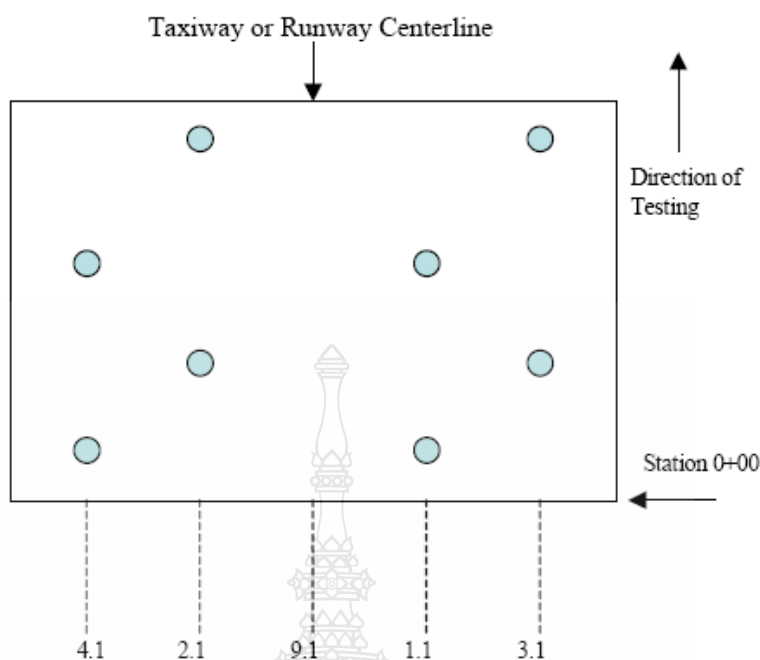 Taxiway or Runway Centerline
Direction of
Testing
Station 0+00
4.1 2.1 9.1 1.1 3.1